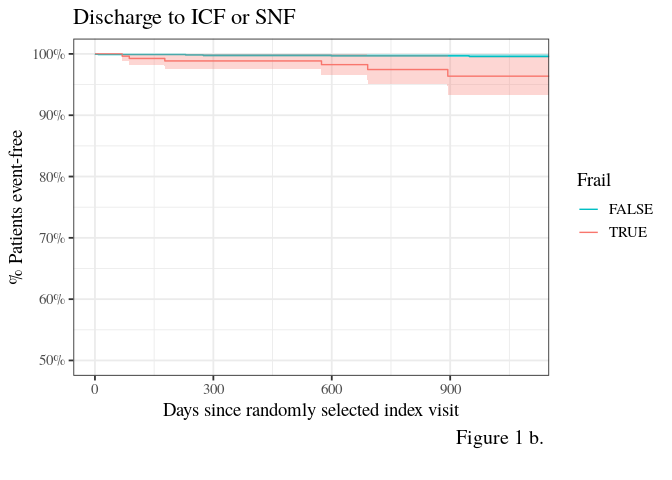 Discharge to ICF or SNF
% Patients event-free
100%
90%
80%
70%
60%
50%
0 300 600 900
Days since randomly selected index visit
Frail
FALSE
TRUE
Figure 1 b.